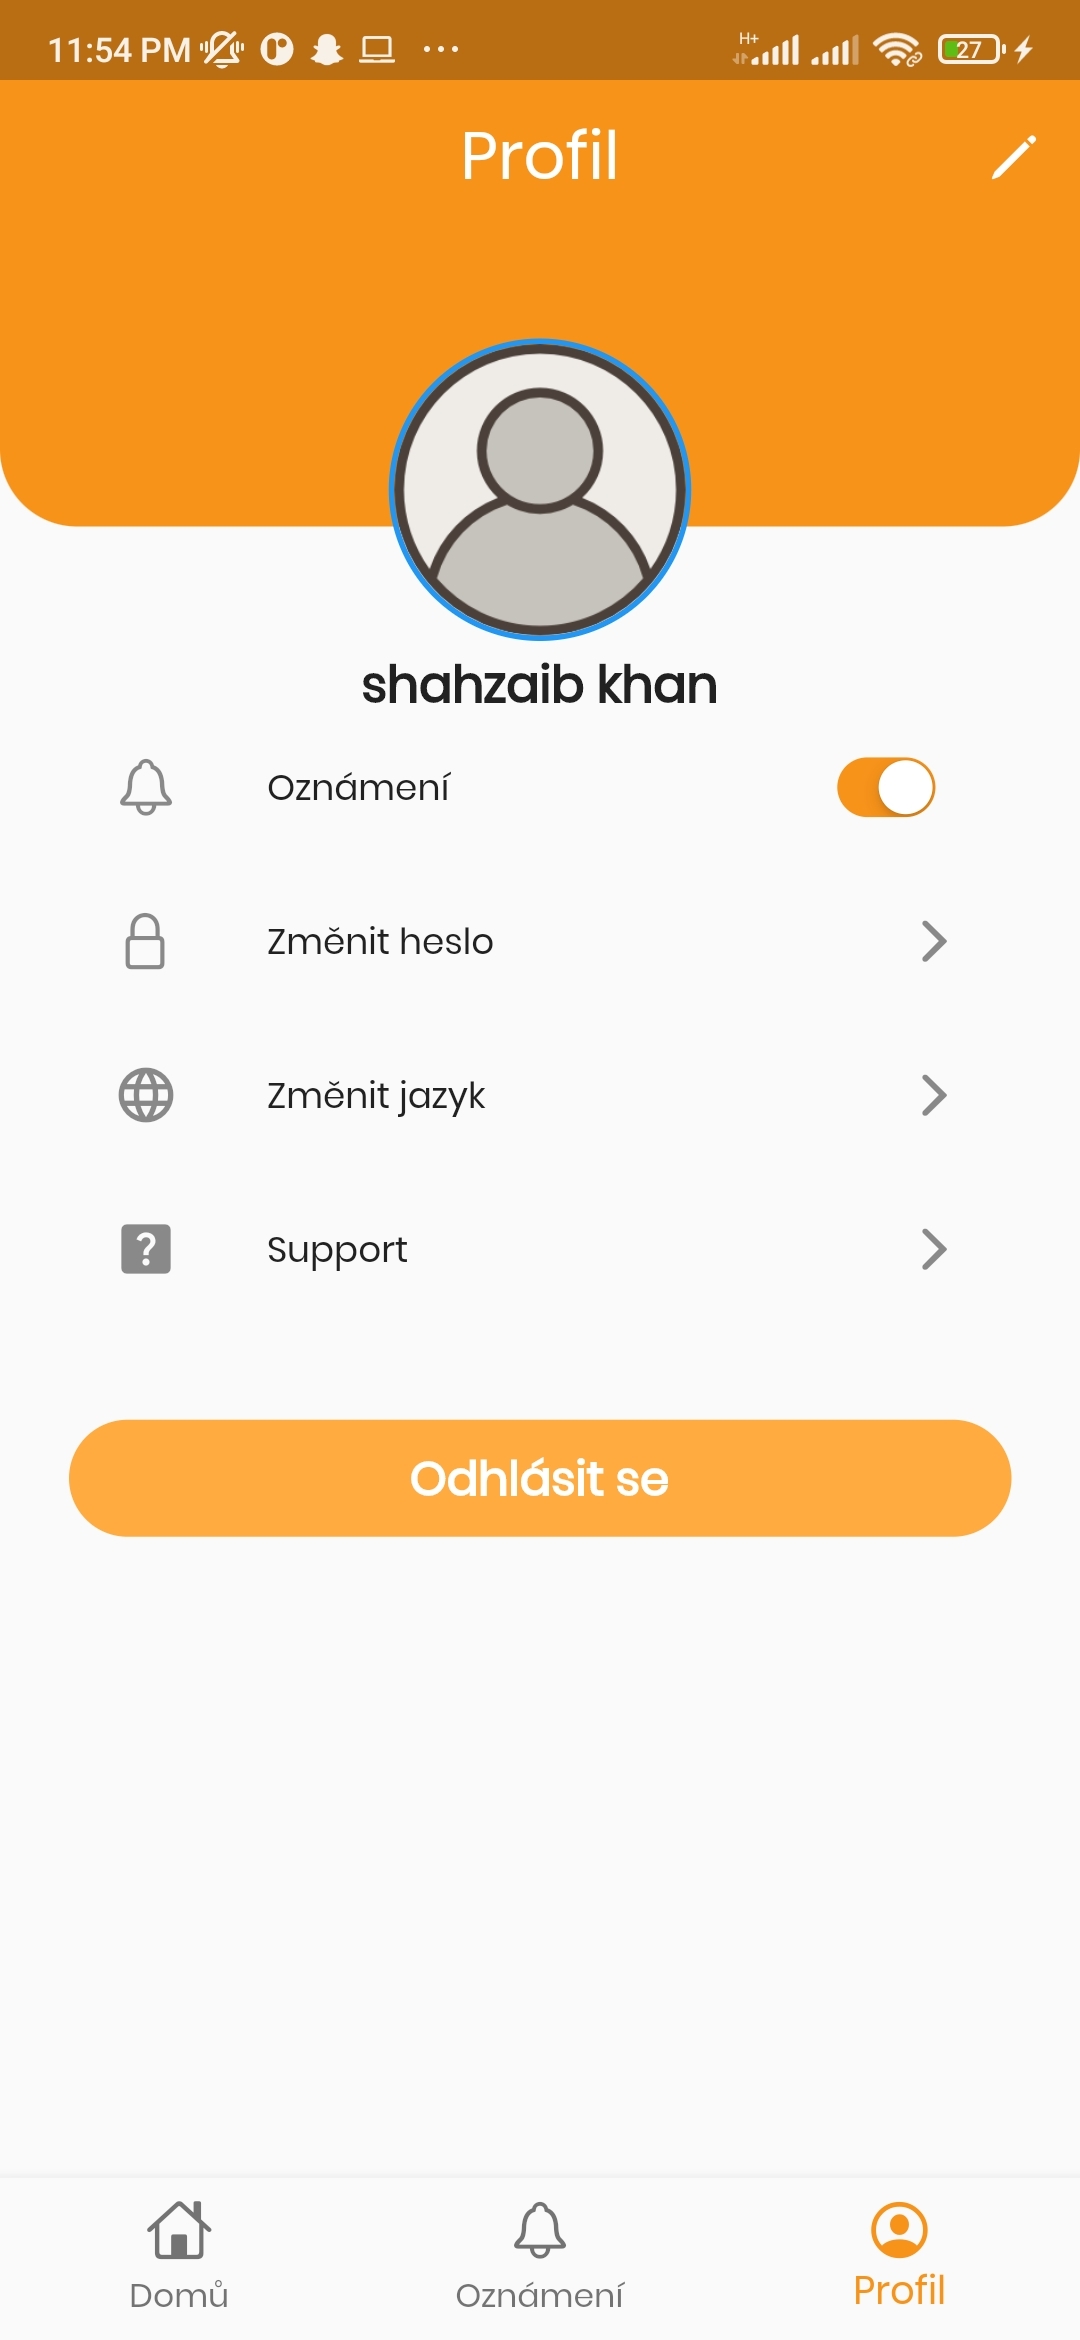 11:54 PM
H+
27
Profil
shahzaib khan
Oznámení
Změnit heslo
Změnit jazyk
?
Support
Odhlásit se
Domů
Oznámení
Profil